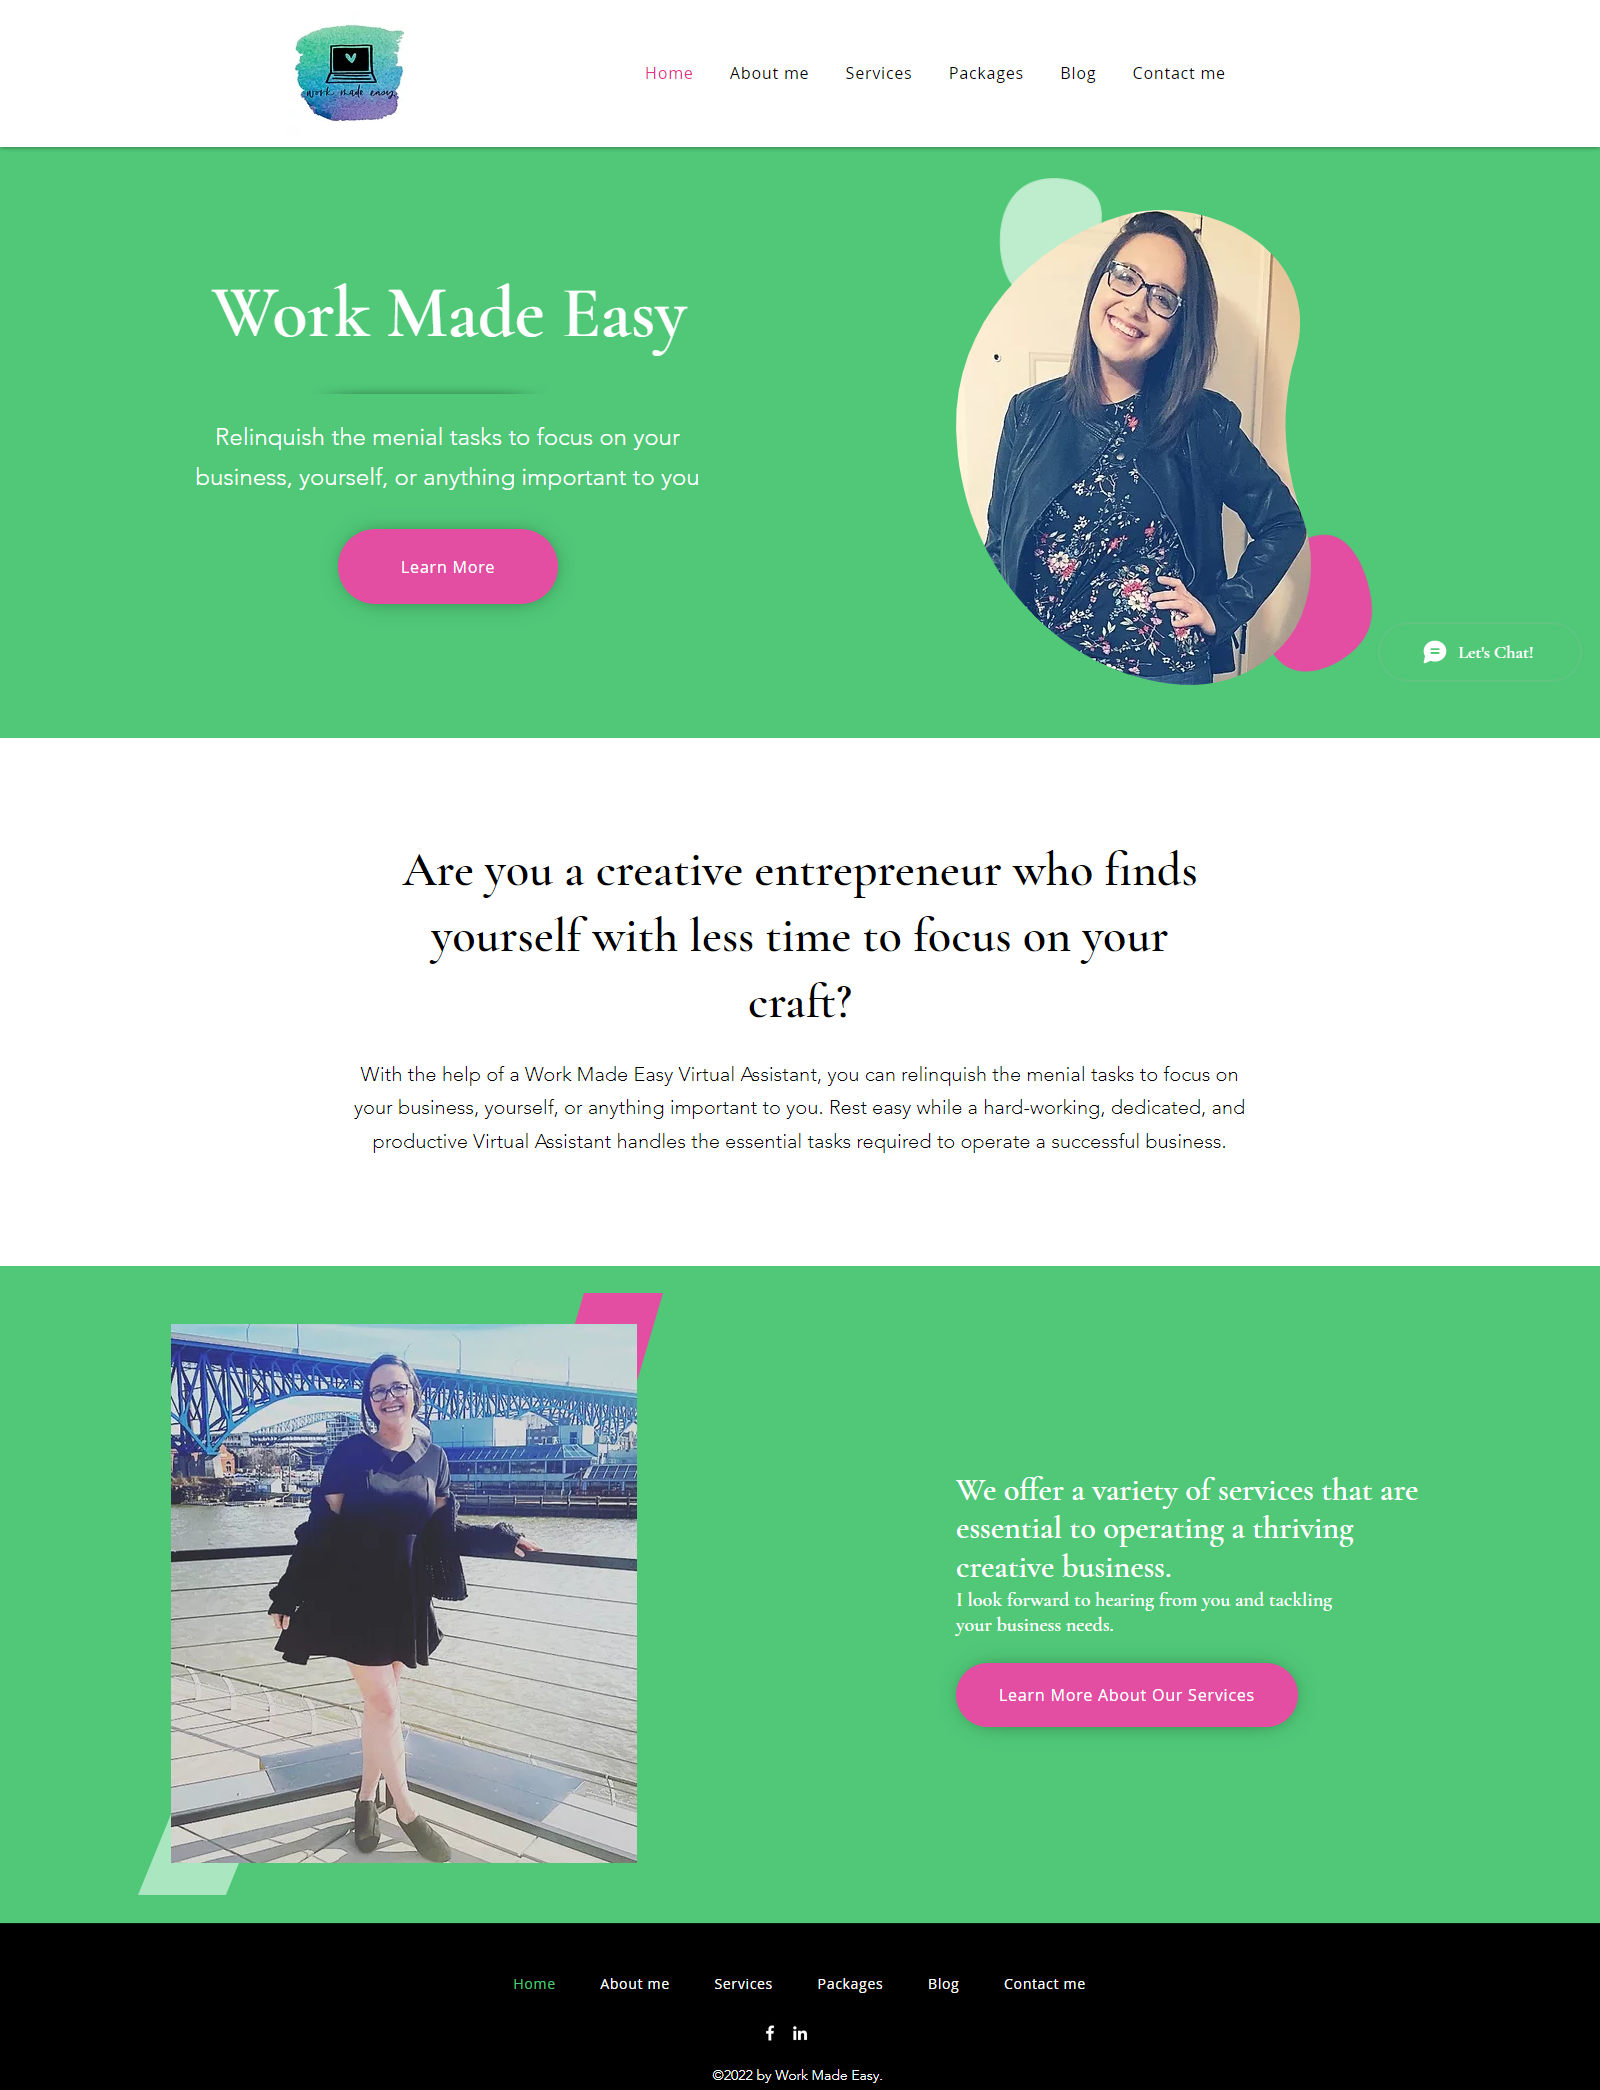 work made easy
Home About me Services Packages Blog Contact me
Work Made Easy
Relinquish the menial tasks to focus on your
business, yourself, or anything important to you
Learn More
Let's Chat!
Are you a creative entrepreneur who finds
yourself with less time to focus on your
craft?
With the help of a Work Made Easy Virtual Assistant, you can relinquish the menial tasks to focus on
your business, yourself, or anything important to you. Rest easy while a hard-working, dedicated, and
productive Virtual Assistant handles the essential tasks required to operate a successful business.
We offer a variety of services that are
essential to operating a thriving
creative business.
I look forward to hearing from you and tackling
your business needs.
Learn More About Our Services
Home About me Services Packages Blog Contact me
©2022 by Work Made Easy.